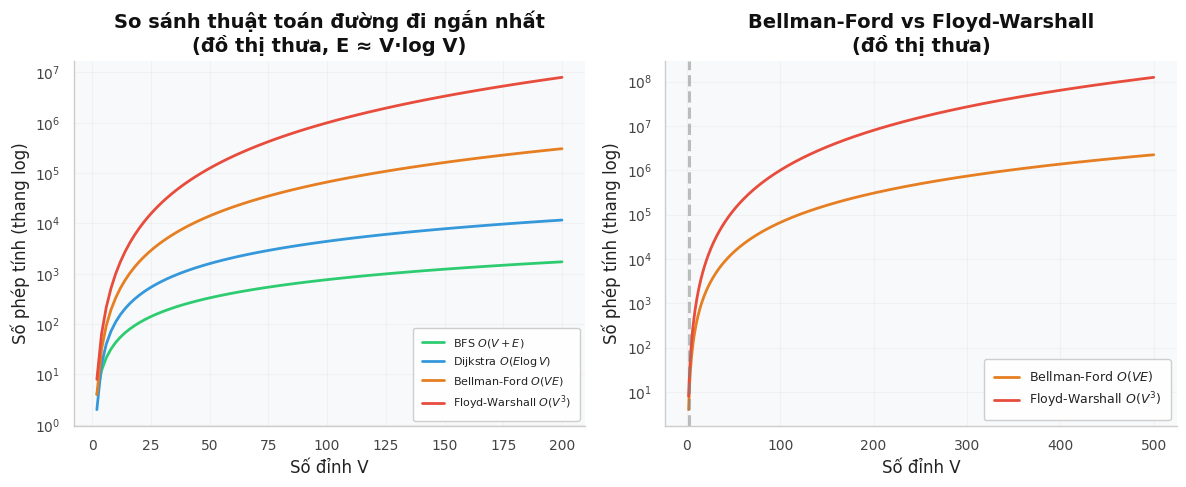 So sánh thuật toán đường đi ngắn nhất
(đồ thị thưa, E ≈ V·log V)
Số phép tính (thang log)
10⁷
10⁶
10⁵
10⁴
10³
10²
10¹
10⁰
BFS O(V + E)
Dijkstra O(E log V)
Bellman-Ford O(VE)
Floyd-Warshall O(V³)
0 25 50 75 100 125 150 175 200
Số đỉnh V
Bellman-Ford vs Floyd-Warshall
(đồ thị thưa)
Số phép tính (thang log)
10⁸
10⁷
10⁶
10⁵
10⁴
10³
10²
10¹
Bellman-Ford O(VE)
Floyd-Warshall O(V³)
0 100 200 300 400 500
Số đỉnh V